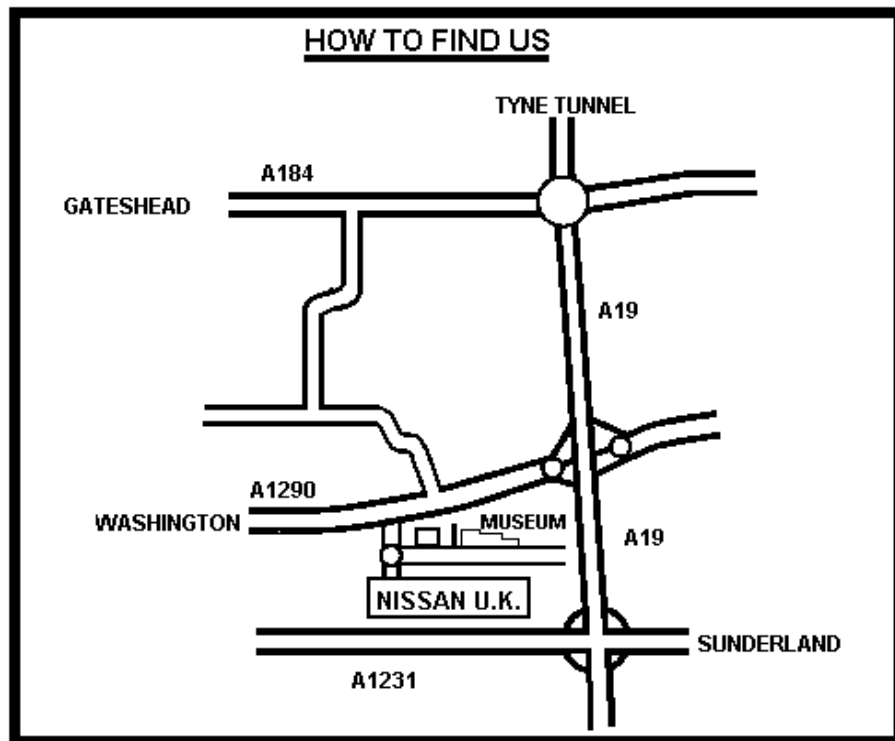 HOW TO FIND US
TYNE TUNNEL
A184
GATESHEAD
A19
A1290
WASHINGTON
MUSEUM
A19
NISSAN U.K.
SUNDERLAND
A1231